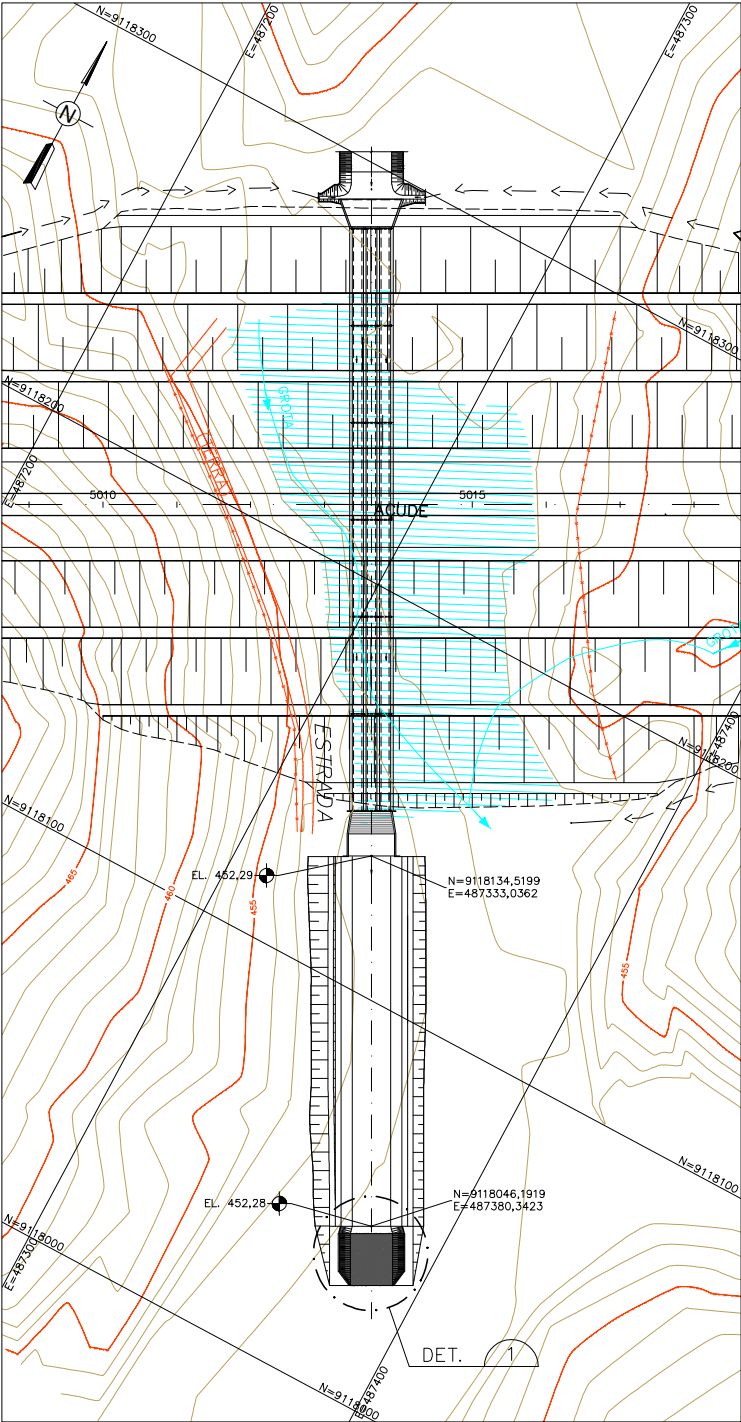 N=9118300
E=487200
E=487300
N
N=9118300
N=9118200
GROTA
E=487200
5010
5015
ACUDE
GROTA
ESTRADA
E=487400
N=9118200
N=9118100
EL. 452,29
N=9118134,5199
E=487333,0362
465
460
455
455
N=9118100
EL. 452,28
N=9118046,1919
E=487380,3423
N=9118000
E=487300
DET. 1
E=487400
N=9118000